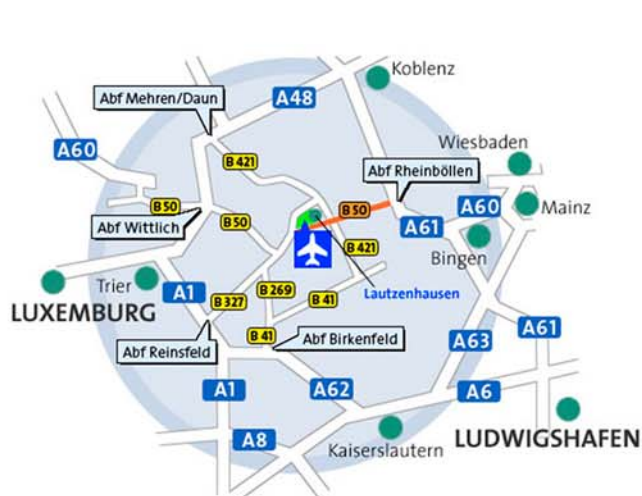 Koblenz
Abf Mehren/Daun
A48
A60
Wiesbaden
B 421
Abf Rheinböllen
B 50
B 50
A60
Mainz
Abf Wittlich
B 50
A61
B 421
Bingen
Trier
LUXEMBURG
A1
B 269
B 327
B 41
Lautzenhausen
A61
B 41
Abf Birkenfeld
A63
Abf Reinsfeld
A1
A62
A6
A8
Kaiserslautern
LUDWIGSHAFEN